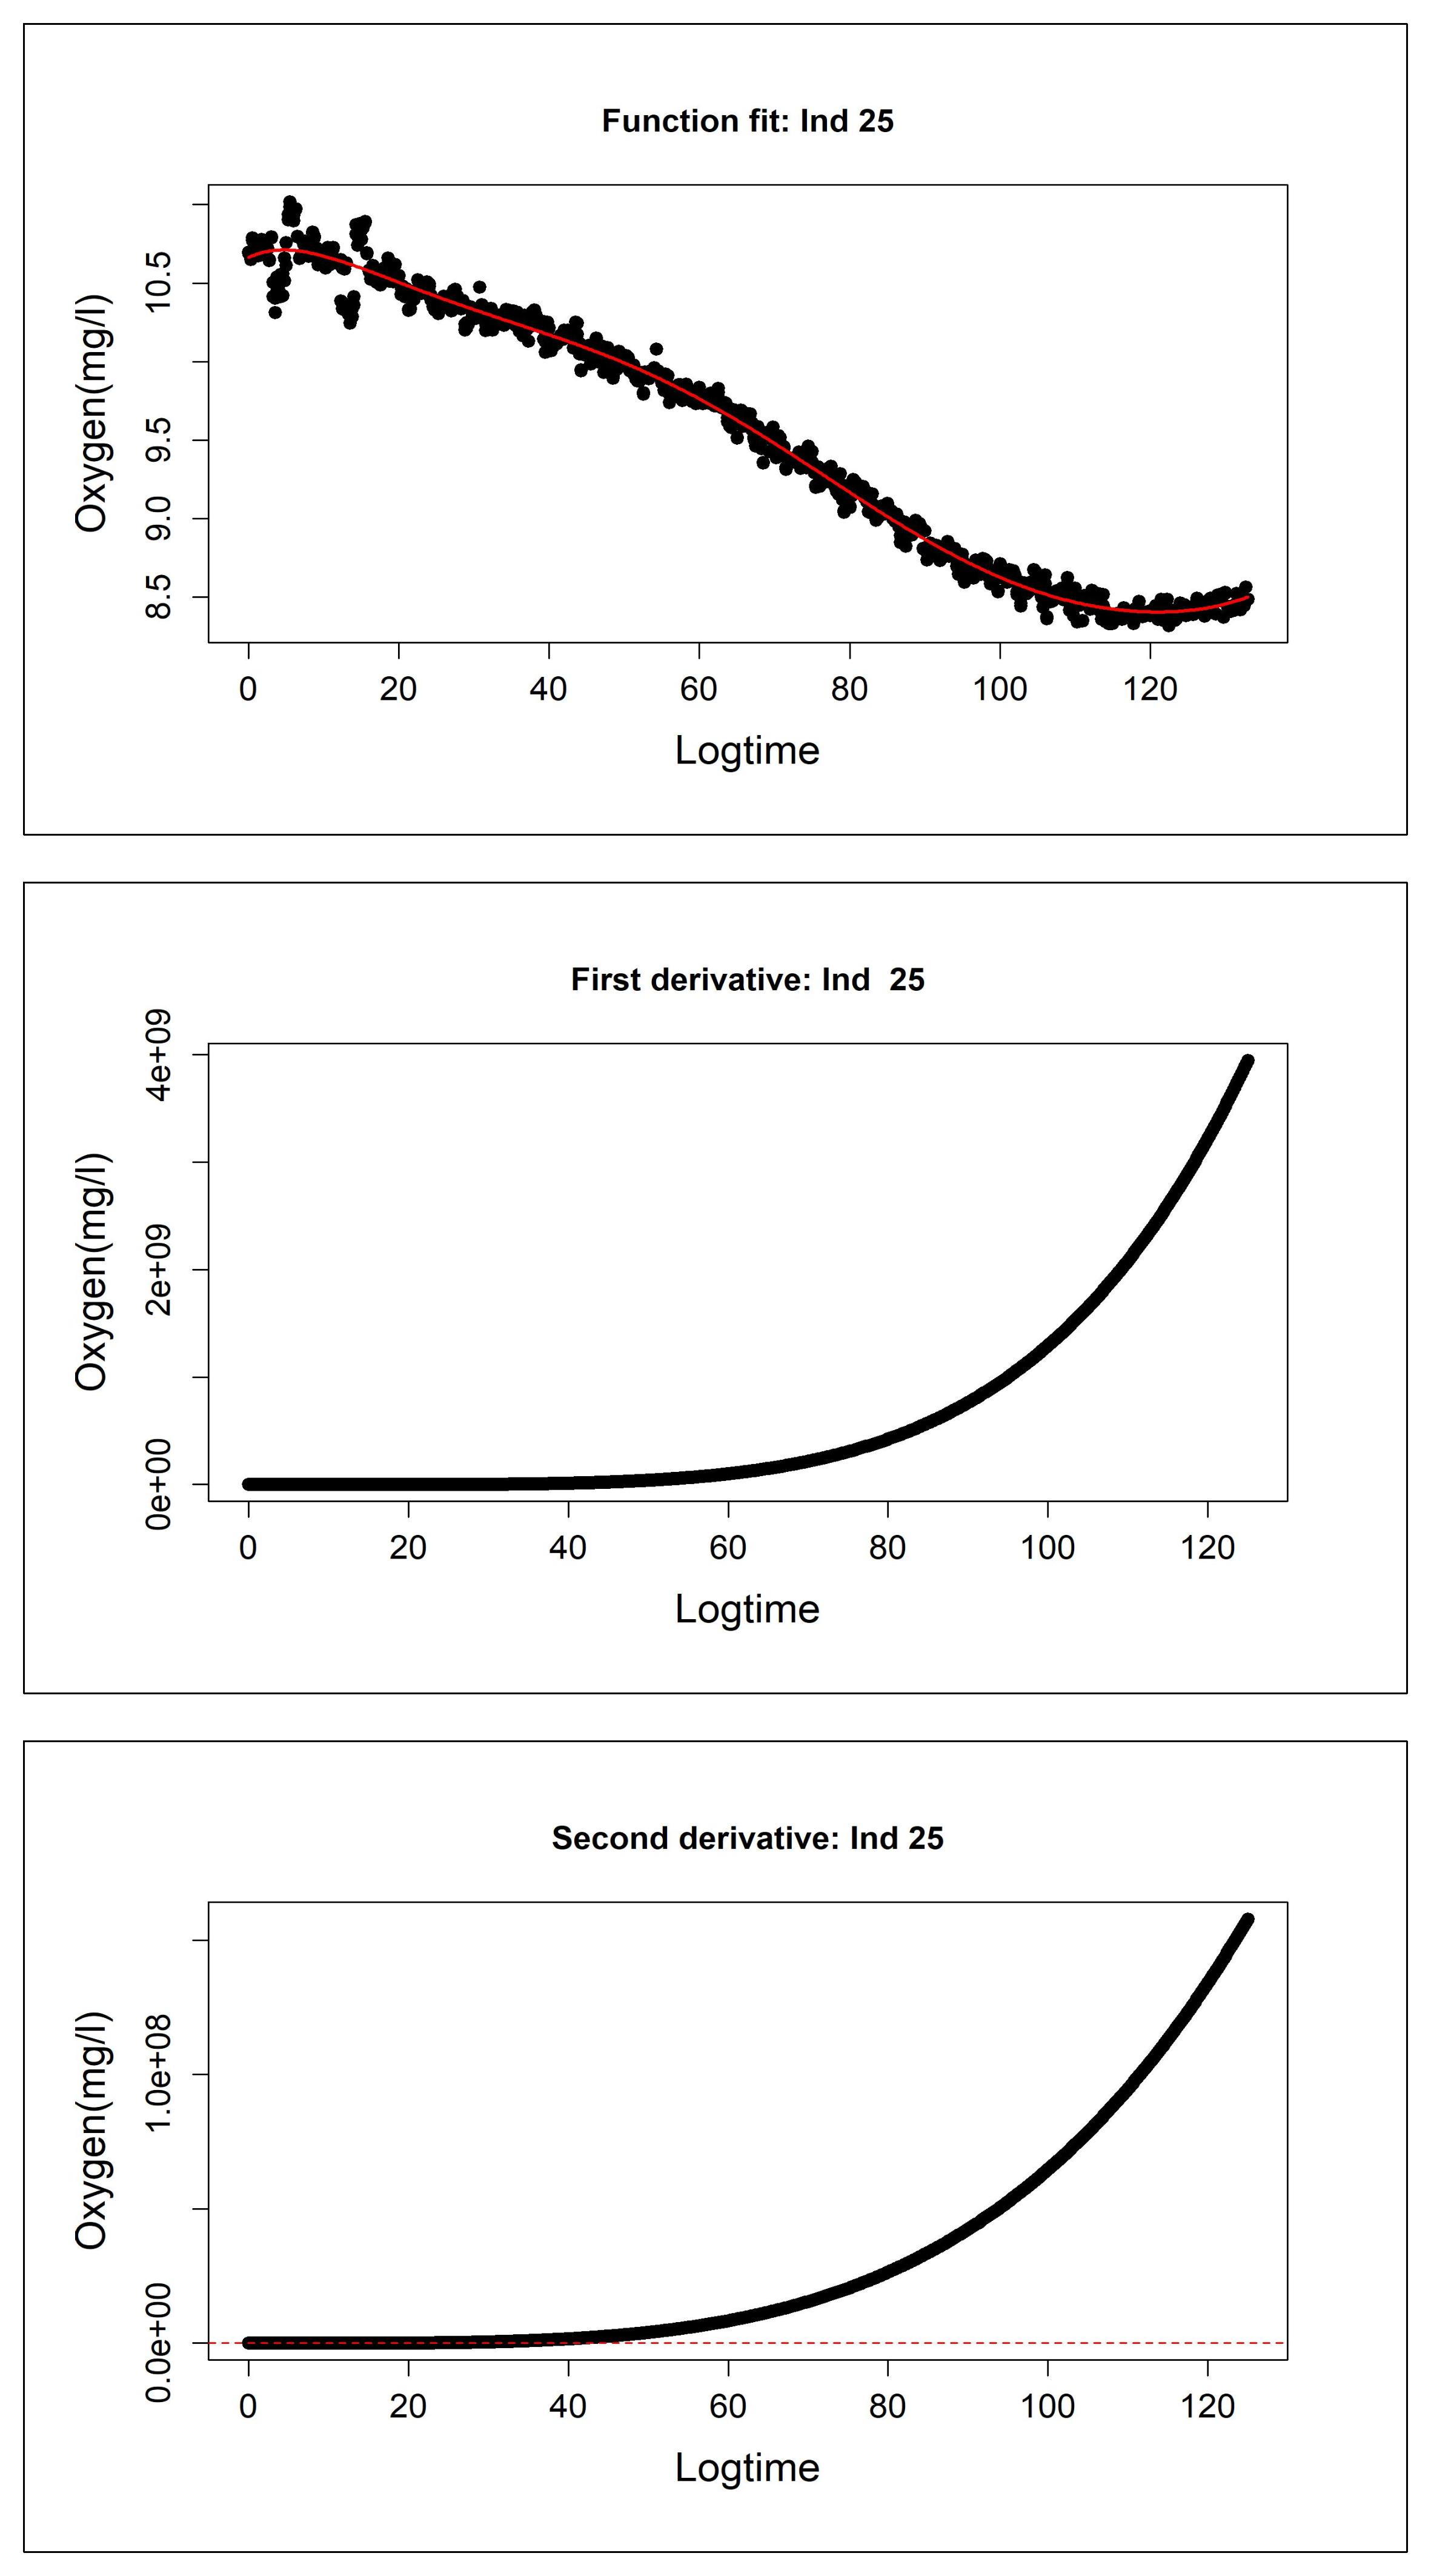 Function fit: Ind 25
Oxygen(mg/l)
10.5
9.5
9.0
8.5
0 20 40 60 80 100 120
Logtime
First derivative: Ind  25
Oxygen(mg/l)
4e+09
2e+09
0e+00
0 20 40 60 80 100 120
Logtime
Second derivative: Ind 25
Oxygen(mg/l)
1.0e+08
0.0e+00
0 20 40 60 80 100 120
Logtime